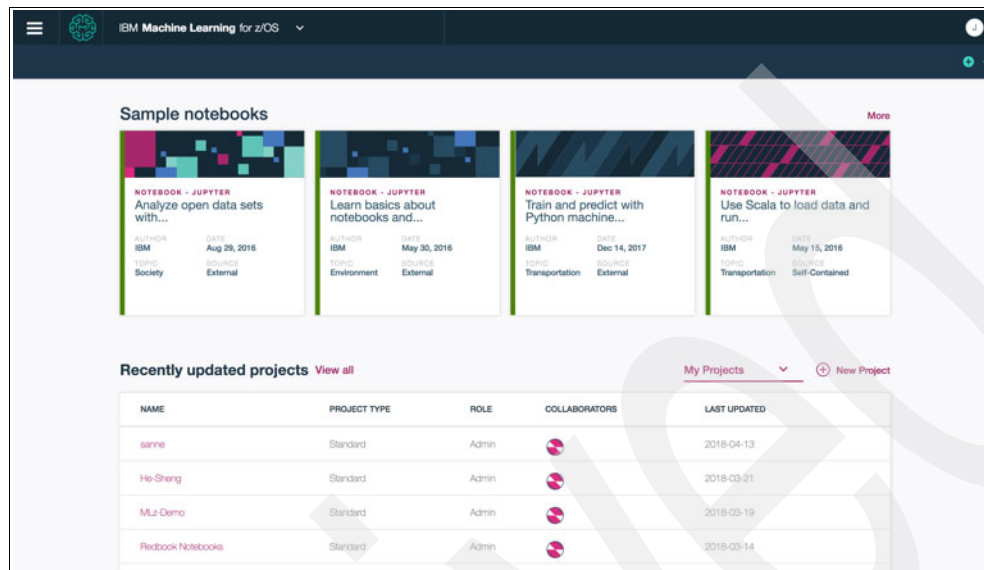 IBM Machine Learning for z/OS
J
Sample notebooks
More
NOTEBOOK - JUPYTER
Analyze open data sets
with...
AUTHOR DATE
IBM Aug 29, 2016
TOPIC SOURCE
Society External
NOTEBOOK - JUPYTER
Learn basics about
notebooks and...
AUTHOR DATE
IBM May 30, 2016
TOPIC SOURCE
Environment External
NOTEBOOK - JUPYTER
Train and predict with
Python machine...
AUTHOR DATE
IBM Dec 14, 2017
TOPIC SOURCE
Transportation External
NOTEBOOK - JUPYTER
Use Scala to load data and
run...
AUTHOR DATE
IBM May 15, 2016
TOPIC SOURCE
Transportation Self-Contained
Recently updated projects View all My Projects New Project
NAME PROJECT TYPE ROLE COLLABORATORS LAST UPDATED
sanne Standard Admin 2018-04-13
He-Sheng Standard Admin 2018-03-21
MLz-Demo Standard Admin 2018-03-19
Redbook Notebooks Standard Admin 2018-03-14